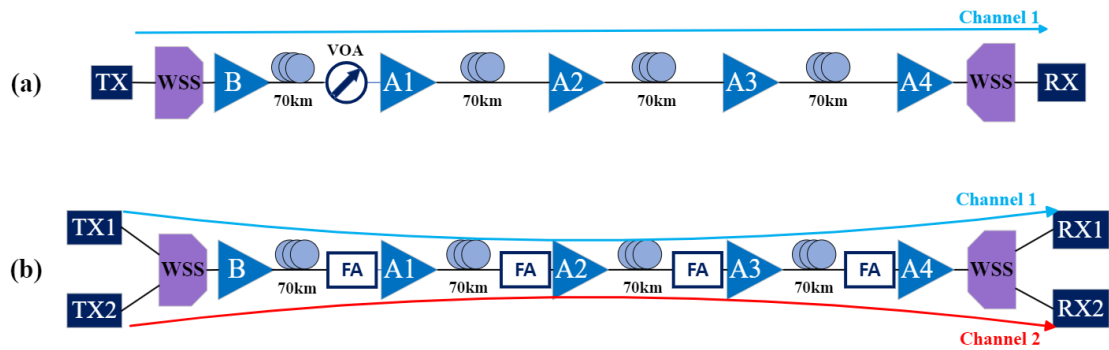 Channel 1
(a)
TX WSS B 70km VOA A1 70km A2 70km A3 70km A4 WSS RX
Channel 1
TX1 RX1
(b)
WSS B 70km FA A1 70km FA A2 70km FA A3 70km FA A4 WSS
TX2 RX2
Channel 2